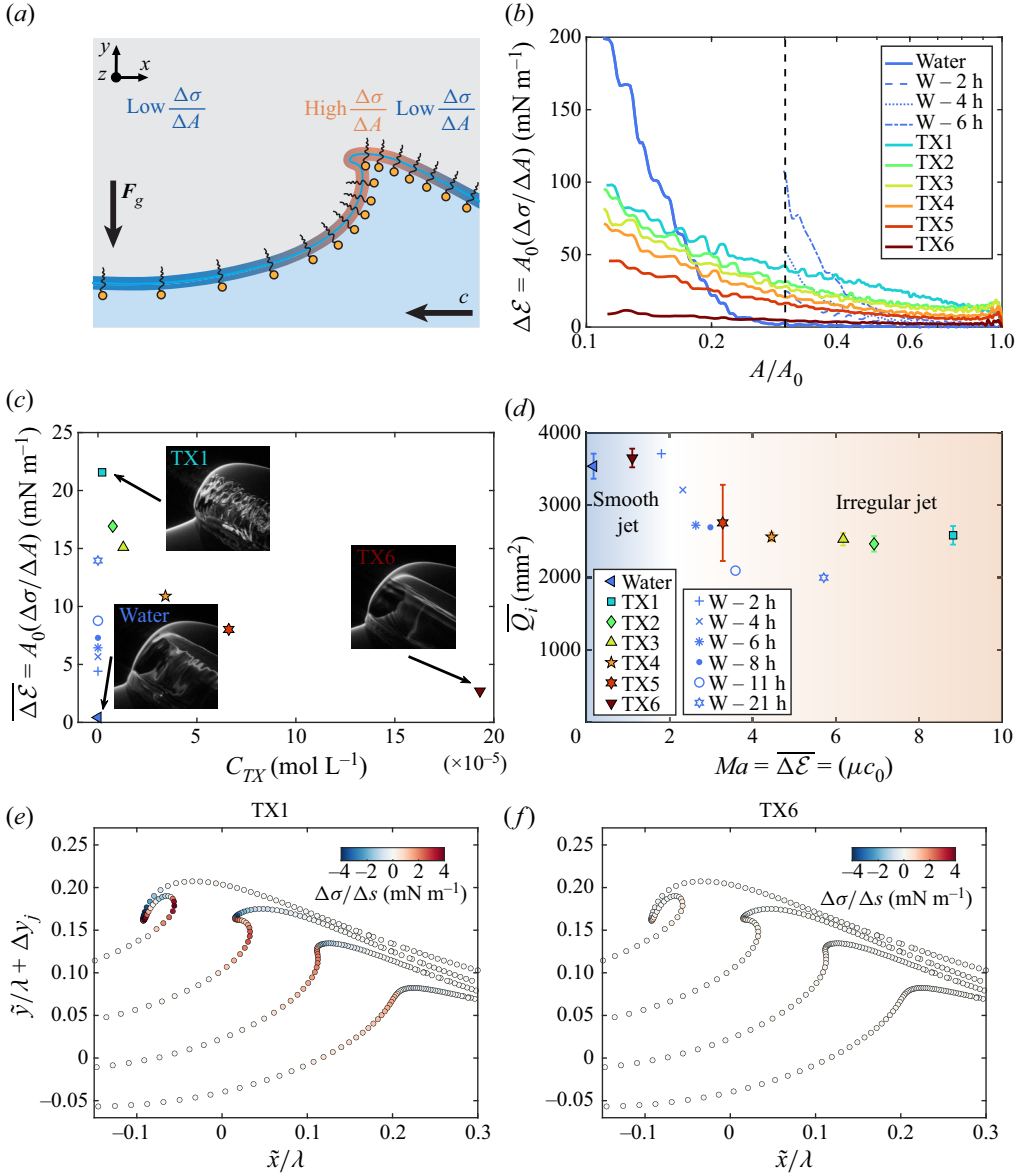 (a)
y
z
x
Low Δσ/ΔA
High Δσ/ΔA
Low Δσ/ΔA
F_g
c
(b)
ΔℰE = A_0(Δσ/ΔA) (mN m⁻¹)
200
150
100
50
0
0.1
0.2
0.4
0.6
1.0
A/A_0
Water
W – 2 h
W – 4 h
W – 6 h
TX1
TX2
TX3
TX4
TX5
TX6
(c)
Δℰ = A_0(Δσ/ΔA) (mN m⁻¹)
25
20
15
10
5
0
TX1
TX6
Water
0
5
10
15
20
C_TX (mol L⁻¹)
(×10⁻⁵)
(d)
Q_i (mm²)
4000
3000
2000
1000
0
Smooth
jet
Irregular jet
Water
TX1
TX2
TX3
TX4
TX5
TX6
W – 2 h
W – 4 h
W – 6 h
W – 8 h
W – 11 h
W – 21 h
0
2
4
6
8
10
Ma = Δℰ = (μc_0)
(e)
TX1
ỹ/λ + Δy_j
0.25
0.20
0.15
0.10
0.05
0
–0.05
–4 –2 0 2 4
Δσ/Δs (mN m⁻¹)
–0.1
0
0.1
0.2
0.3
x̃/λ
(f)
TX6
0.25
0.20
0.15
0.10
0.05
0
–0.05
–4 –2 0 2 4
Δσ/Δs (mN m⁻¹)
–0.1
0
0.1
0.2
0.3
x̃/λ